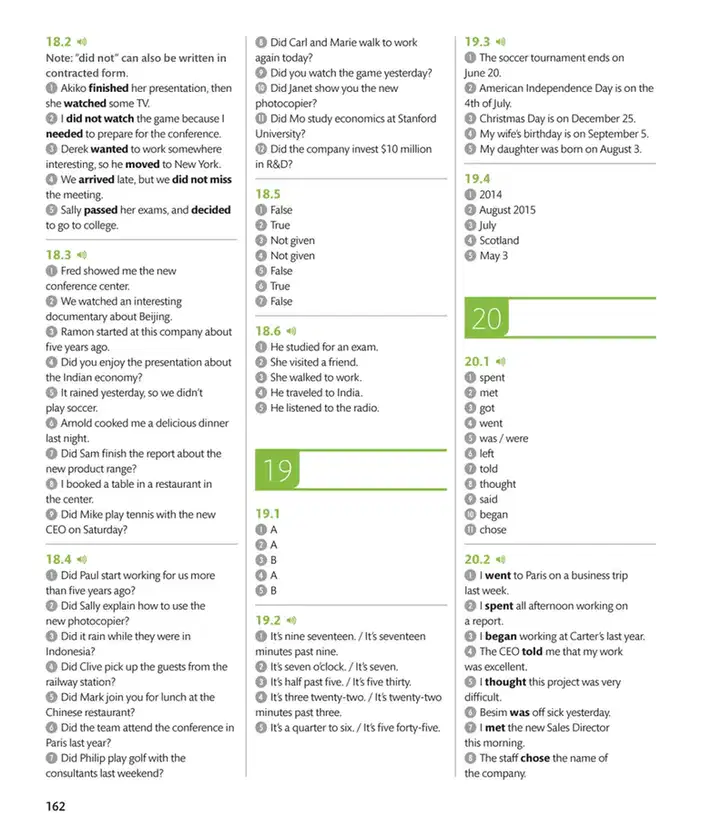 18.2
Note: "did not" can also be written in
contracted form.
1 Akiko finished her presentation, then
she watched some TV.
2 I did not watch the game because I
needed to prepare for the conference.
3 Derek wanted to work somewhere
interesting, so he moved to New York.
4 We arrived late, but we did not miss
the meeting.
5 Sally passed her exams, and decided
to go to college.
18.3
1 Fred showed me the new
conference center.
2 We watched an interesting
documentary about Beijing.
3 Ramon started at this company about
five years ago.
4 Did you enjoy the presentation about
the Indian economy?
5 It rained yesterday, so we didn't
play soccer.
6 Arnold cooked me a delicious dinner
last night.
7 Did Sam finish the report about the
new product range?
8 I booked a table in a restaurant in
the center.
9 Did Mike play tennis with the new
CEO on Saturday?
18.4
1 Did Paul start working for us more
than five years ago?
2 Did Sally explain how to use the
new photocopier?
3 Did it rain while they were in
Indonesia?
4 Did Clive pick up the guests from the
railway station?
5 Did Mark join you for lunch at the
Chinese restaurant?
6 Did the team attend the conference in
Paris last year?
7 Did Philip play golf with the
consultants last weekend?
8 Did Carl and Marie walk to work
again today?
9 Did you watch the game yesterday?
10 Did Janet show you the new
photocopier?
11 Did Mo study economics at Stanford
University?
12 Did the company invest $10 million
in R&D?
18.5
1 False
2 True
3 Not given
4 Not given
5 False
6 True
7 False
18.6
1 He studied for an exam.
2 She visited a friend.
3 She walked to work.
4 He traveled to India.
5 He listened to the radio.
19
19.1
1 A
2 A
3 B
4 A
5 B
19.2
1 It's nine seventeen. / It's seventeen
minutes past nine.
2 It's seven o'clock. / It's seven.
3 It's half past five. / It's five thirty.
4 It's three twenty-two. / It's twenty-two
minutes past three.
5 It's a quarter to six. / It's five forty-five.
19.3
1 The soccer tournament ends on
June 20.
2 American Independence Day is on the
4th of July.
3 Christmas Day is on December 25.
4 My wife's birthday is on September 5.
5 My daughter was born on August 3.
19.4
1 2014
2 August 2015
3 July
4 Scotland
5 May 3
20
20.1
1 spent
2 met
3 got
4 went
5 was / were
6 left
7 told
8 thought
9 said
10 began
11 chose
20.2
1 I went to Paris on a business trip
last week.
2 I spent all afternoon working on
a report.
3 I began working at Carter's last year.
4 The CEO told me that my work
was excellent.
5 I thought this project was very
difficult.
6 Besim was off sick yesterday.
7 I met the new Sales Director
this morning.
8 The staff chose the name of
the company.
162